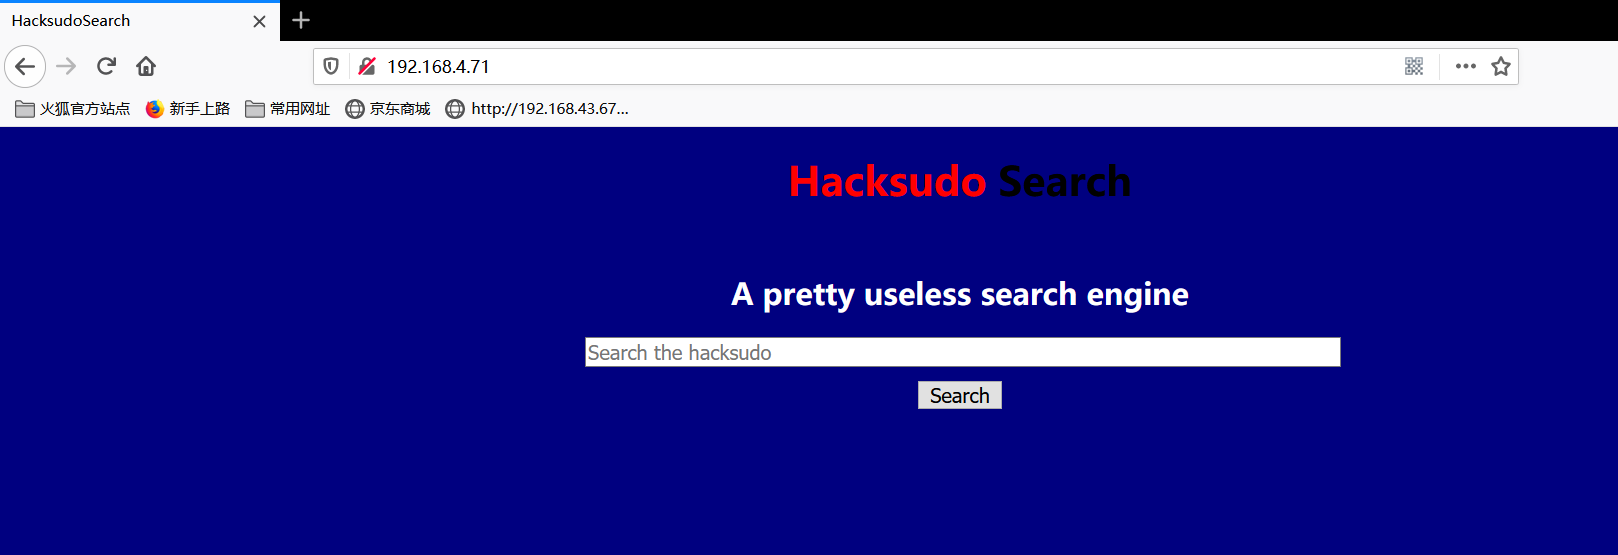 HacksudoSearch
192.168.4.71
火狐官方站点 新手上路 常用网址 京东商城 http://192.168.43.67...
Hacksudo Search
A pretty useless search engine
Search the hacksudo
Search